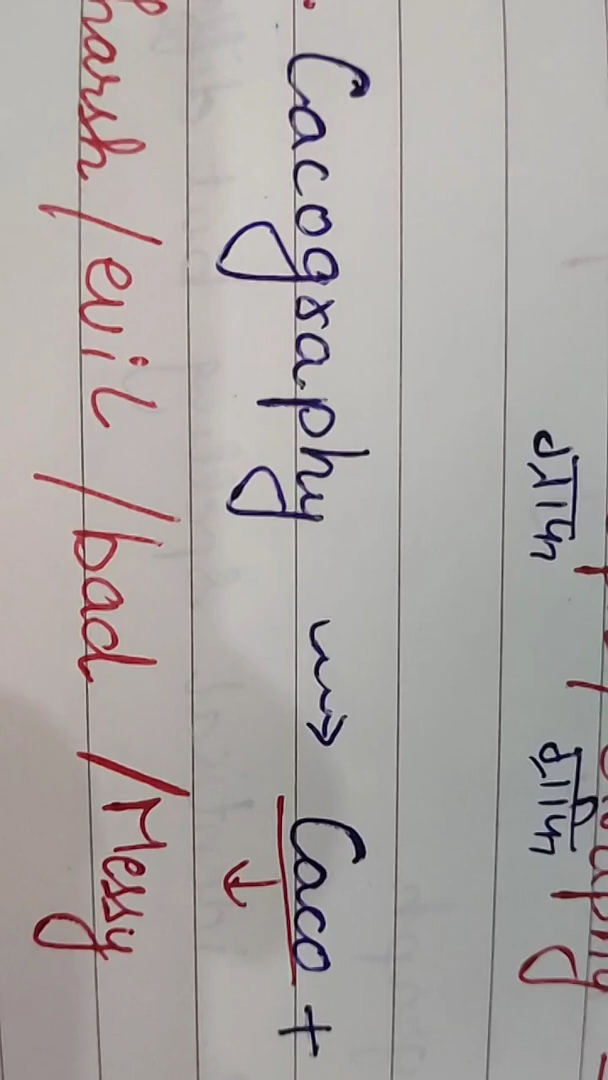 Cacography ⇝ Caco +
↓
harsh / evil / bad / Messy